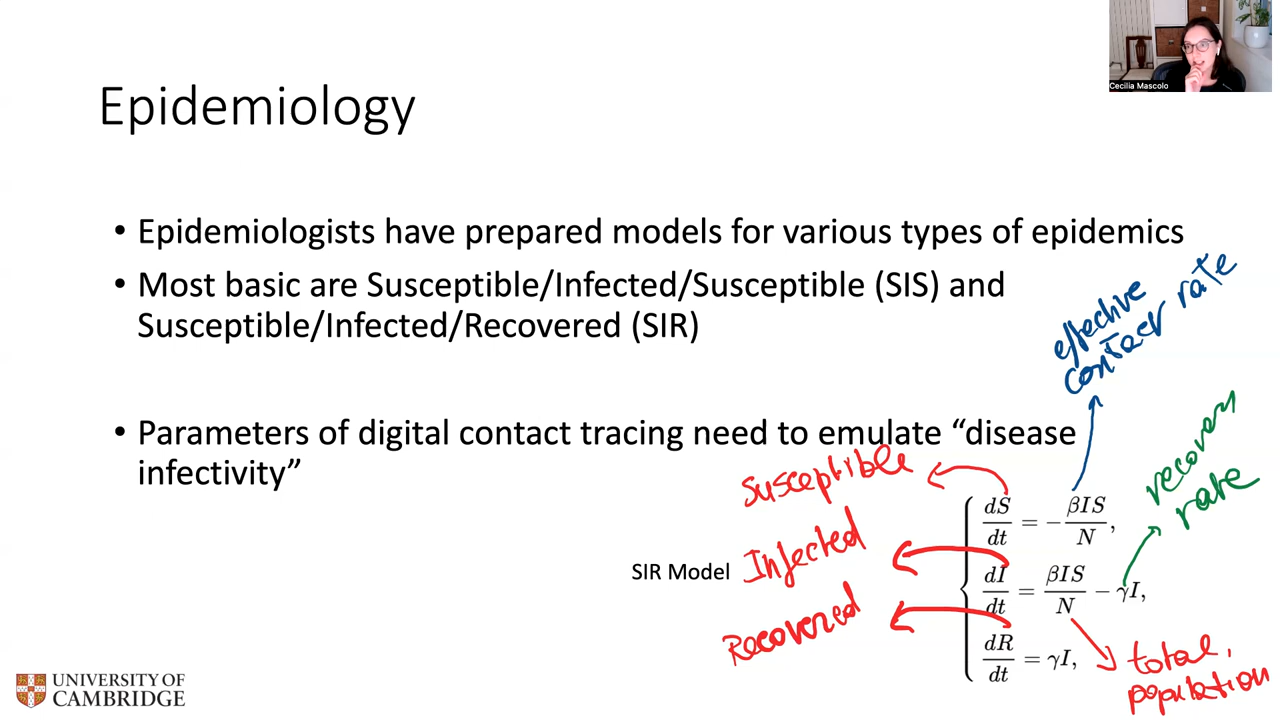 Cecilia Mascolo
Epidemiology
• Epidemiologists have prepared models for various types of epidemics
• Most basic are Susceptible/Infected/Susceptible (SIS) and
Susceptible/Infected/Recovered (SIR)
effective
contact rate
• Parameters of digital contact tracing need to emulate “disease
infectivity”
recovery
rate
Susceptible
Infected
Recovered
SIR Model
dS/dt = −βIS/N,
dI/dt = βIS/N − γI,
dR/dt = γI,
total
population
UNIVERSITY OF
CAMBRIDGE